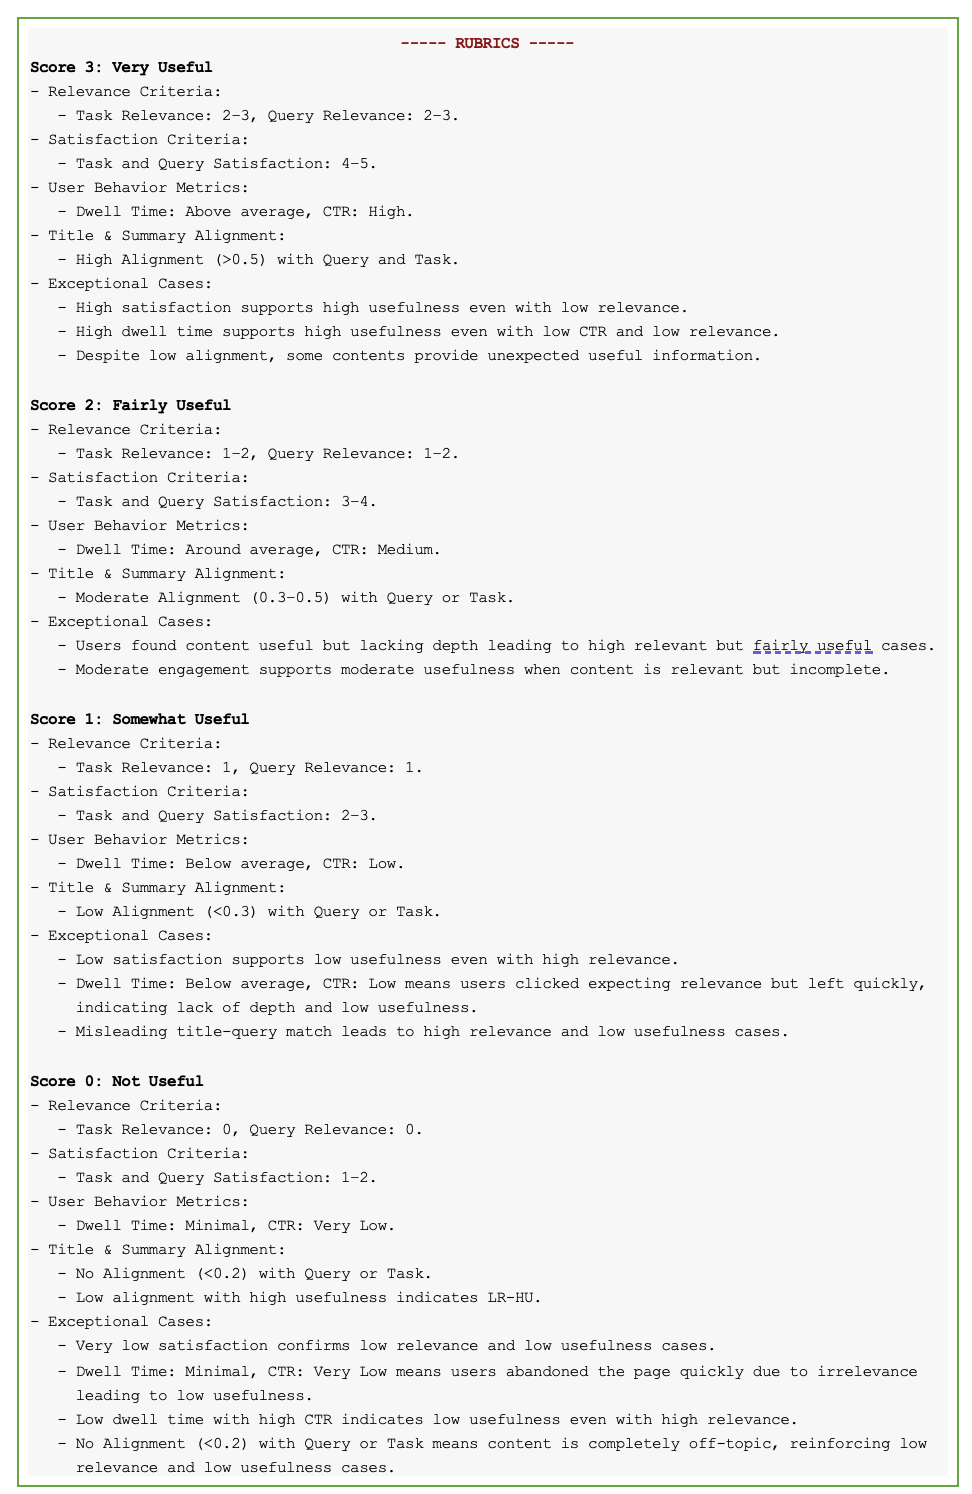 ----- RUBRICS -----
Score 3: Very Useful
- Relevance Criteria:
- Task Relevance: 2-3, Query Relevance: 2-3.
- Satisfaction Criteria:
- Task and Query Satisfaction: 4-5.
- User Behavior Metrics:
- Dwell Time: Above average, CTR: High.
- Title & Summary Alignment:
- High Alignment (>0.5) with Query and Task.
- Exceptional Cases:
- High satisfaction supports high usefulness even with low relevance.
- High dwell time supports high usefulness even with low CTR and low relevance.
- Despite low alignment, some contents provide unexpected useful information.
Score 2: Fairly Useful
- Relevance Criteria:
- Task Relevance: 1-2, Query Relevance: 1-2.
- Satisfaction Criteria:
- Task and Query Satisfaction: 3-4.
- User Behavior Metrics:
- Dwell Time: Around average, CTR: Medium.
- Title & Summary Alignment:
- Moderate Alignment (0.3-0.5) with Query or Task.
- Exceptional Cases:
- Users found content useful but lacking depth leading to high relevant but fairly useful cases.
- Moderate engagement supports moderate usefulness when content is relevant but incomplete.
Score 1: Somewhat Useful
- Relevance Criteria:
- Task Relevance: 1, Query Relevance: 1.
- Satisfaction Criteria:
- Task and Query Satisfaction: 2-3.
- User Behavior Metrics:
- Dwell Time: Below average, CTR: Low.
- Title & Summary Alignment:
- Low Alignment (<0.3) with Query or Task.
- Exceptional Cases:
- Low satisfaction supports low usefulness even with high relevance.
- Dwell Time: Below average, CTR: Low means users clicked expecting relevance but left quickly,
indicating lack of depth and low usefulness.
- Misleading title-query match leads to high relevance and low usefulness cases.
Score 0: Not Useful
- Relevance Criteria:
- Task Relevance: 0, Query Relevance: 0.
- Satisfaction Criteria:
- Task and Query Satisfaction: 1-2.
- User Behavior Metrics:
- Dwell Time: Minimal, CTR: Very Low.
- Title & Summary Alignment:
- No Alignment (<0.2) with Query or Task.
- Low alignment with high usefulness indicates LR-HU.
- Exceptional Cases:
- Very low satisfaction confirms low relevance and low usefulness cases.
- Dwell Time: Minimal, CTR: Very Low means users abandoned the page quickly due to irrelevance
leading to low usefulness.
- Low dwell time with high CTR indicates low usefulness even with high relevance.
- No Alignment (<0.2) with Query or Task means content is completely off-topic, reinforcing low
relevance and low usefulness cases.